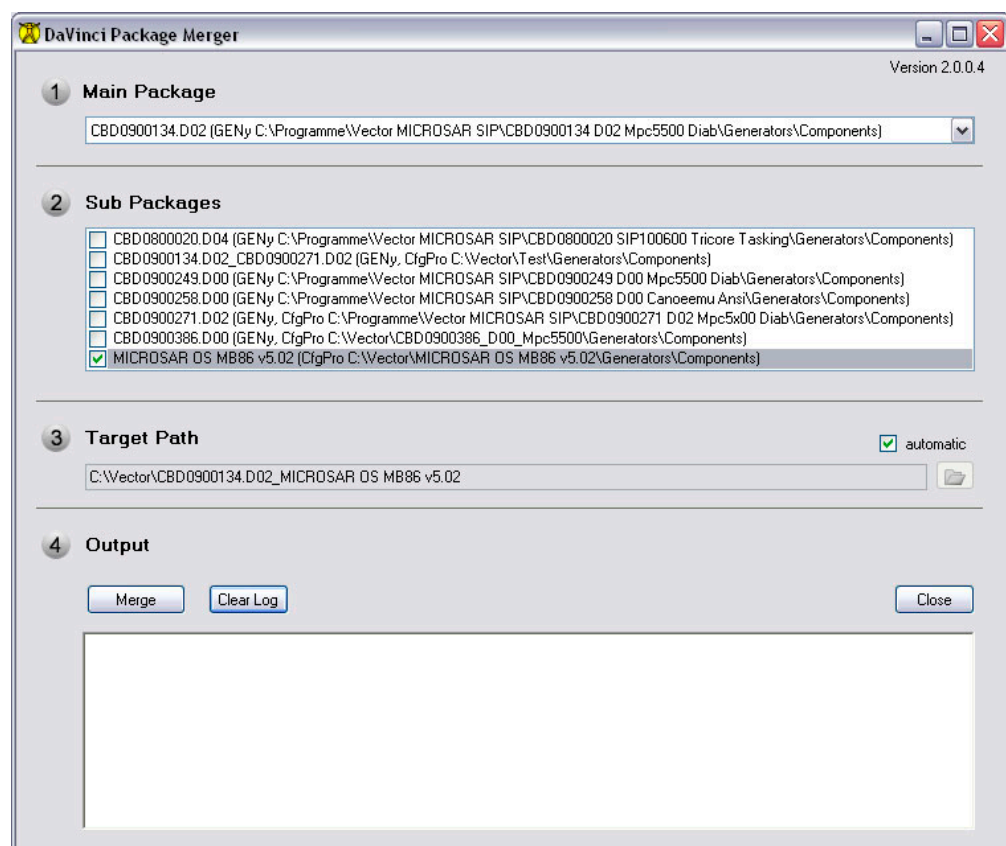 DaVinci Package Merger
Version 2.0.0.4
1 Main Package
CBD0900134.D02 (GENy C:\Programme\Vector MICROSAR SIP\CBD0900134 D02 Mpc5500 Diab\Generators\Components)
2 Sub Packages
CBD0800020.D04 (GENy C:\Programme\Vector MICROSAR SIP\CBD0800020 SIP100600 Tricore Tasking\Generators\Components)
CBD0900134.D02_CBD0900271.D02 (GENy, CfgPro C:\Vector\Test\Generators\Components)
CBD0900249.D00 (GENy C:\Programme\Vector MICROSAR SIP\CBD0900249 D00 Mpc5500 Diab\Generators\Components)
CBD0900258.D00 (GENy C:\Programme\Vector MICROSAR SIP\CBD0900258 D00 Canoeemu Ansi\Generators\Components)
CBD0900271.D02 (GENy, CfgPro C:\Programme\Vector MICROSAR SIP\CBD0900271 D02 Mpc5x00 Diab\Generators\Components)
CBD0900386.D00 (GENy, CfgPro C:\Vector\CBD0900386_D00_Mpc5500\Generators\Components)
MICROSAR OS MB86 v5.02 (CfgPro C:\Vector\MICROSAR OS MB86 v5.02\Generators\Components)
3 Target Path
automatic
C:\Vector\CBD0900134.D02_MICROSAR OS MB86 v5.02
4 Output
Merge Clear Log Close